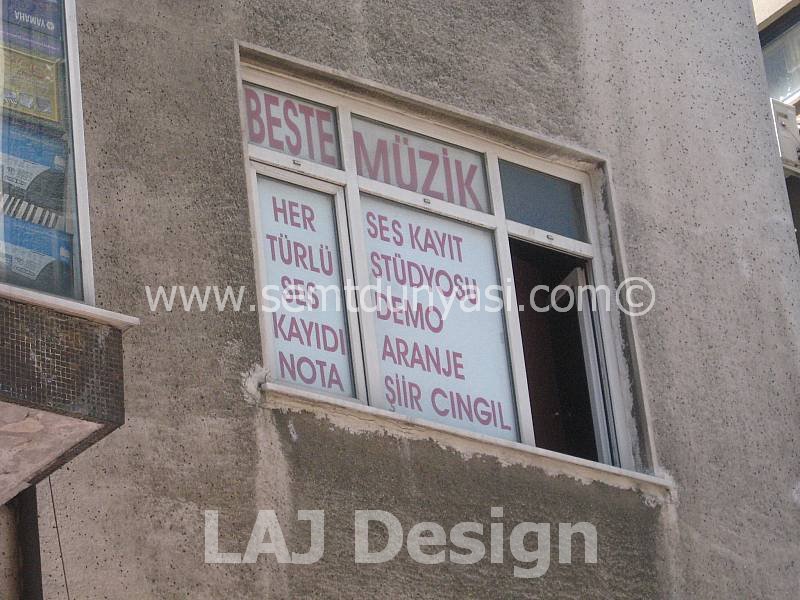 YAMAHA
BESTE MÜZİK
HER
TÜRLÜ
SES
KAYIDI
NOTA
SES KAYIT
STÜDYOSU
DEMO
ARANJE
ŞİİR CINGIL
www.semtdunyasi.com©
LAJ Design